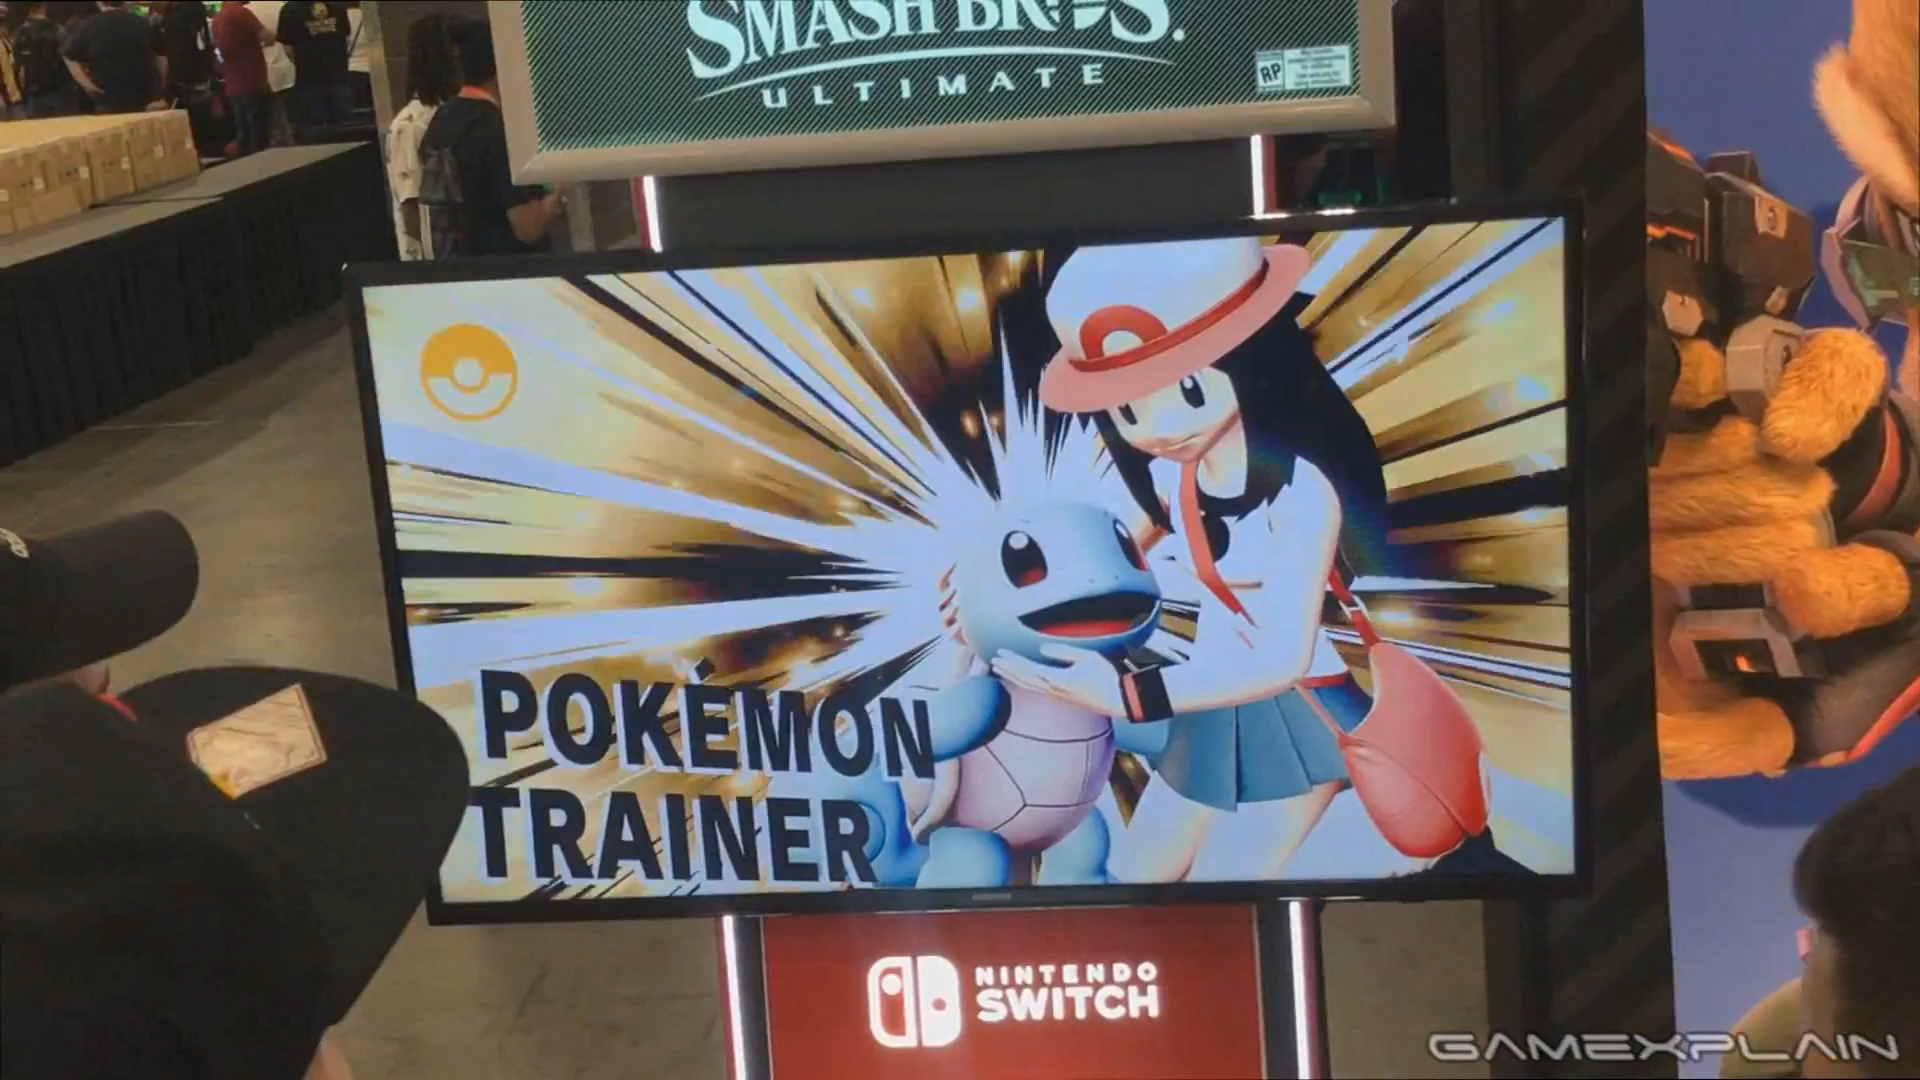 SMASH BROS.
ULTIMATE
RP
POKÉMON
TRAINER
NINTENDO
SWITCH
GAMEXPLAIN